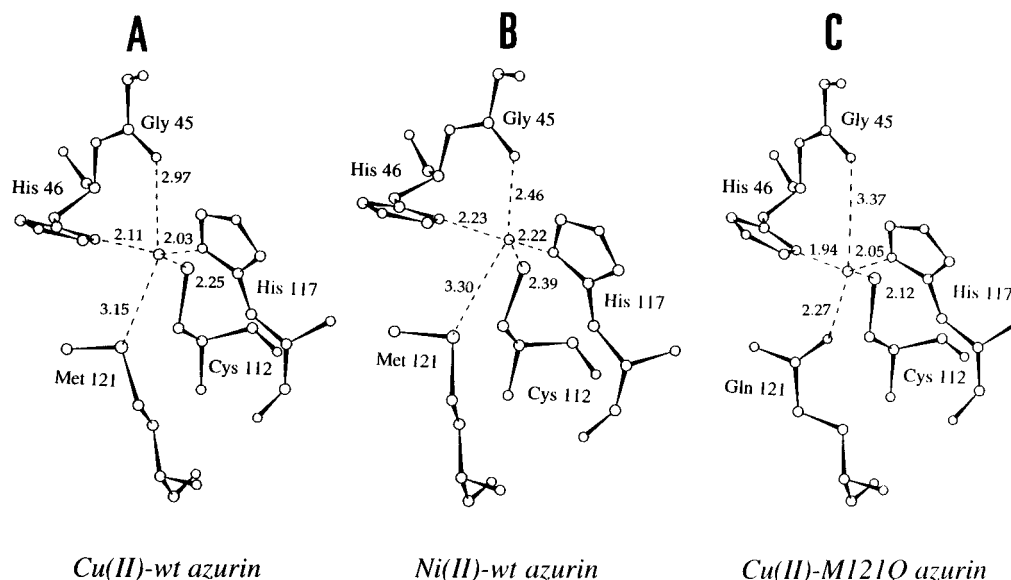 A
Gly 45
His 46
2.97
2.11
2.03
2.25
3.15
His 117
Met 121
Cys 112
Cu(II)-wt azurin
B
Gly 45
His 46
2.46
2.23
2.22
2.39
3.30
His 117
Met 121
Cys 112
Ni(II)-wt azurin
C
Gly 45
His 46
3.37
1.94
2.05
2.12
2.27
His 117
Gln 121
Cys 112
Cu(II)-M121Q azurin